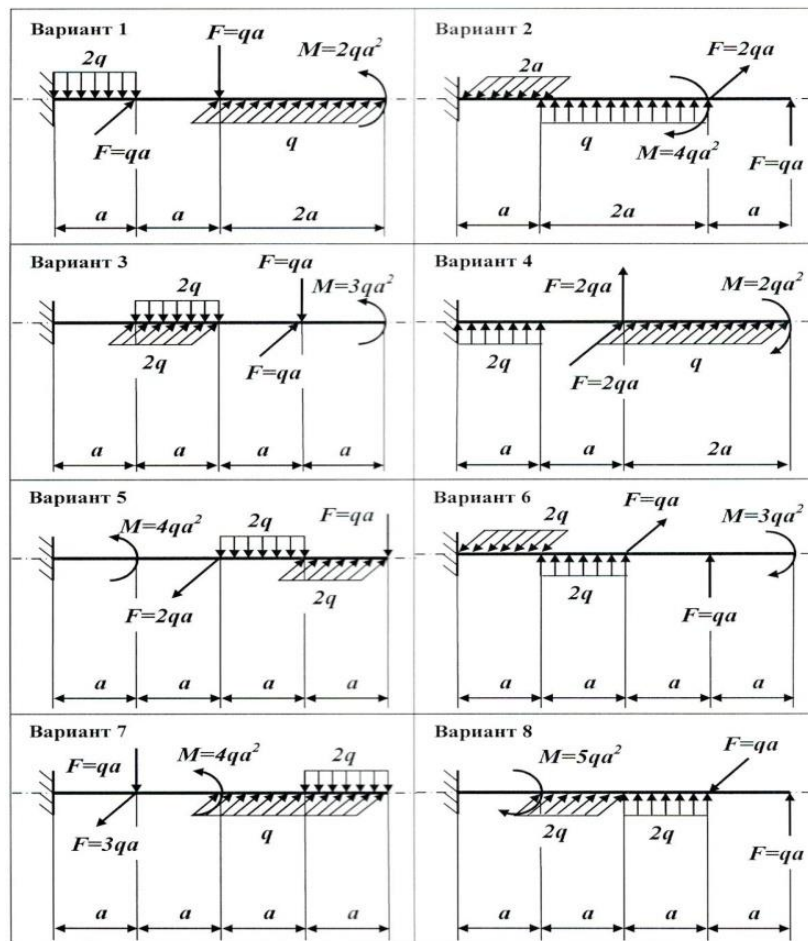 Вариант 1
F=qa
M=2qa²
2q
F=qa
q
a
a
2a
Вариант 2
F=2qa
2a
q
M=4qa²
F=qa
a
2a
a
Вариант 3
F=qa
2q
M=3qa²
2q
F=qa
a
a
a
a
Вариант 4
F=2qa
M=2qa²
2q
F=2qa
q
a
a
2a
Вариант 5
M=4qa²
2q
F=qa
F=2qa
2q
a
a
a
a
Вариант 6
2q
F=qa
M=3qa²
2q
F=qa
a
a
a
a
Вариант 7
F=qa
M=4qa²
2q
F=3qa
q
a
a
a
a
Вариант 8
M=5qa²
F=qa
2q
2q
F=qa
a
a
a
a